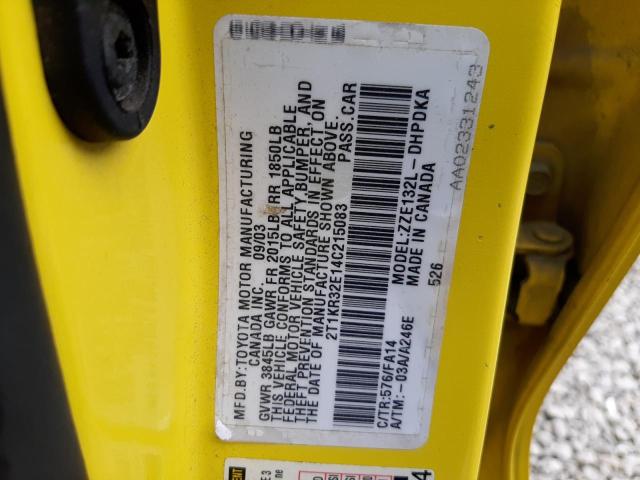 MFD.BY:TOYOTA MOTOR MANUFACTURING
CANADA INC. 09/03
GVWR 3845LB GAWR FR 2015LB RR 1850LB
THIS VEHICLE CONFORMS TO ALL APPLICABLE
FEDERAL MOTOR VEHICLE SAFETY BUMPER, AND
THEFT PREVENTION STANDARDS IN EFFECT ON
THE DATE OF MANUFACTURE SHOWN ABOVE.
2T1KR32E14C215083 PASS.CAR
C/TR:576/FA14 MODEL:ZZE132L-DHPDKA
A/TM:-03A/A246E MADE IN CANADA
526
AA02331243
4